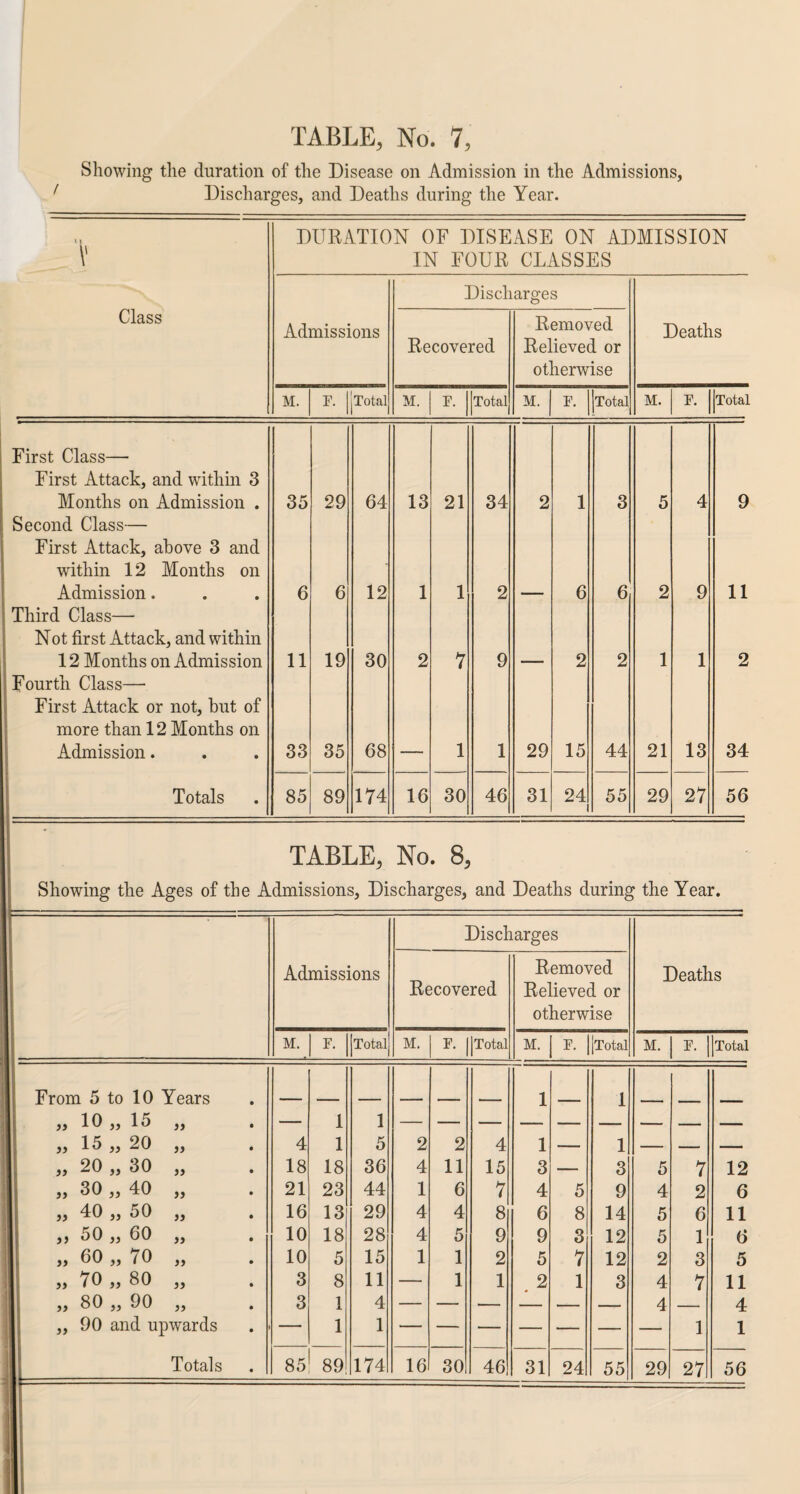 TABLE, No. 7,
Showing the duration of the Disease on Admission in the Admissions,
Discharges, and Deaths during the Year.
Class
DURATION OF DISEASE ON ADMISSION
IN FOUR CLASSES
Admissions
Discharges
Recovered
Removed
Relieved or
otherwise
Deaths
M. F. Total M. F. Total M. F. Total M. F. Total
First Class—
First Attack, and within 3
Months on Admission . 35 29 64 13 21 34 2 1 3 5 4 9
Second Class—
First Attack, above 3 and
within 12 Months on
Admission . . . 6 6 12 1 1 2 — 6 6 2 9 11
Third Class—
Not first Attack, and within
12 Months on Admission 11 19 30 2 7 9 — 2 2 1 1 2
Fourth Class—
First Attack or not, but of
more than 12 Months on
Admission . . . 33 35 68 — 1 1 29 15 44 21 13 34
Totals . 85 89 174 16 30 46 31 24 55 29 27 56
TABLE, No. 8,
Showing the Ages of the Admissions, Discharges, and Deaths during the Year.
Admissions
Discharges
Recovered
Removed
Relieved or
otherwise
Deaths
M. F. Total M. F. Total M. F. Total M. F. Total
From 5 to 10 Years . — — — — — — 1 — 1 — — —
„ 10 „ 15 „ . — 1 1 — — — — — — — — —
„ 15 „ 20 „ . 4 1 5 2 2 4 1 — 1 — — —
„ 20 „ 30 „ . 18 18 36 4 11 15 3 — 3 5 7 12
„ 30 „ 40 „ . 21 23 44 1 6 7 4 5 9 4 2 6
„ 40 „ 50 „ . 16 13 29 4 4 8 6 8 14 5 6 11
„ 50 „ 60 „ . 10 18 28 4 5 9 9 3 12 5 1 6
„ 60 „ 70 „ . 10 5 15 1 1 2 5 7 12 2 3 5
„ 70 „ 80 „ . 3 8 11 — 1 1 2 1 3 4 7 11
„ 80 „ 90 „ . 3 1 4 — — — — — — 4 — 4
„ 90 and upwards . — 1 1 — — — — — — — 1 1
Totals . 85 89 174 16 30 46 31 24 55 29 27 56